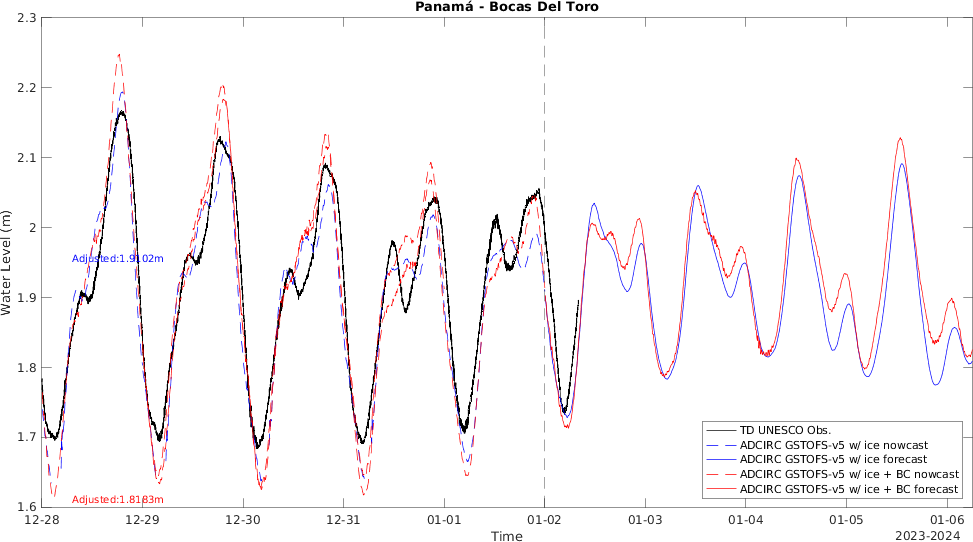 Panamá - Bocas Del Toro
2.3
2.2
2.1
2
1.9
1.8
1.7
1.6
Water Level (m)
Adjusted:1.9102m
Adjusted:1.8183m
TD UNESCO Obs.
ADCIRC GSTOFS-v5 w/ ice nowcast
ADCIRC GSTOFS-v5 w/ ice forecast
ADCIRC GSTOFS-v5 w/ ice + BC nowcast
ADCIRC GSTOFS-v5 w/ ice + BC forecast
12-28 12-29 12-30 12-31 01-01 01-02 01-03 01-04 01-05 01-06
Time
2023-2024